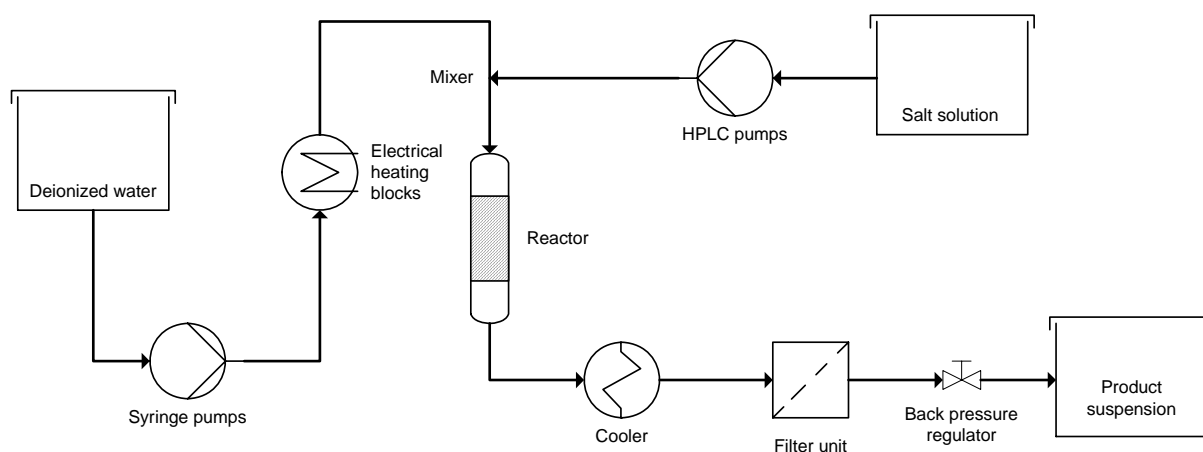 Mixer
HPLC pumps
Salt solution
Deionized water
Electrical
heating
blocks
Reactor
Syringe pumps
Cooler
Filter unit
Back pressure
regulator
Product
suspension